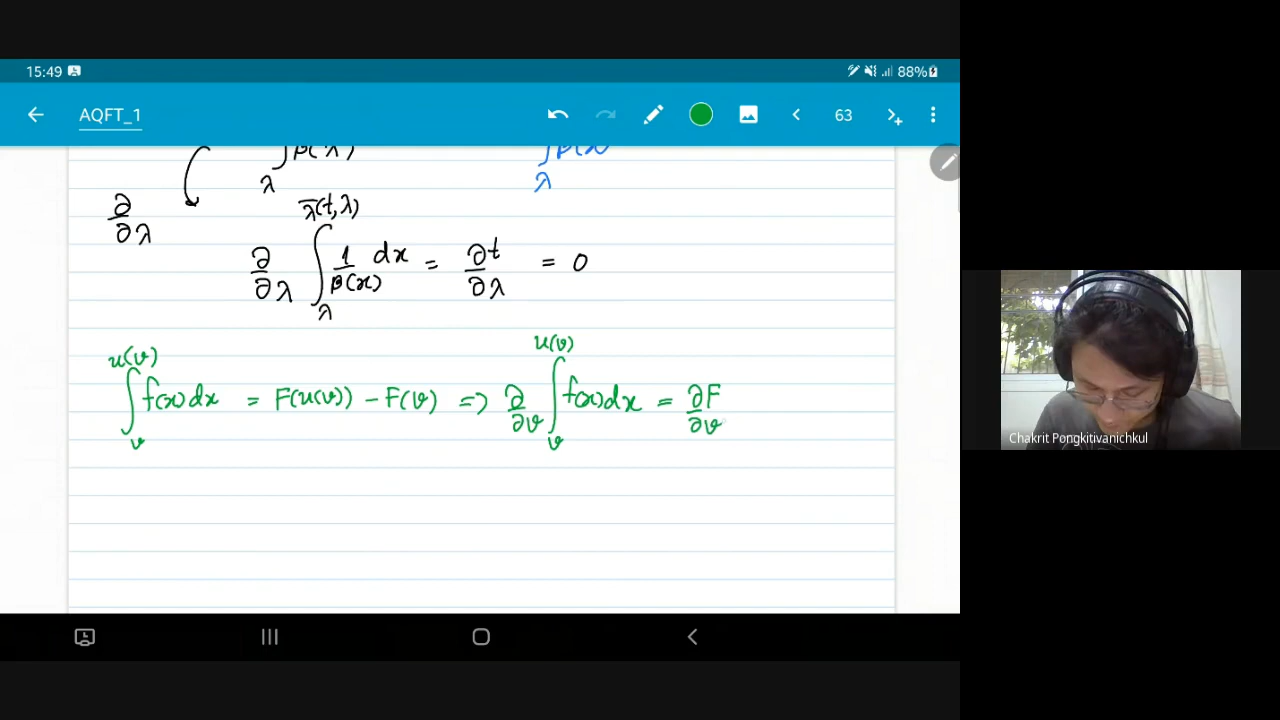 15:49 88%
AQFT_1 63
∫ β(λ) ∫ β(x)
λ λ
∂/∂λ λ̄(t,λ)
∂/∂λ ∫_λ 1/β(x) dx = ∂t/∂λ = 0
∫_v^{u(v)} f(x)dx = F(u(v)) - F(v) => ∂/∂v ∫_v^{u(v)} f(x)dx = ∂F/∂v
Chakrit Pongkitivanichkul